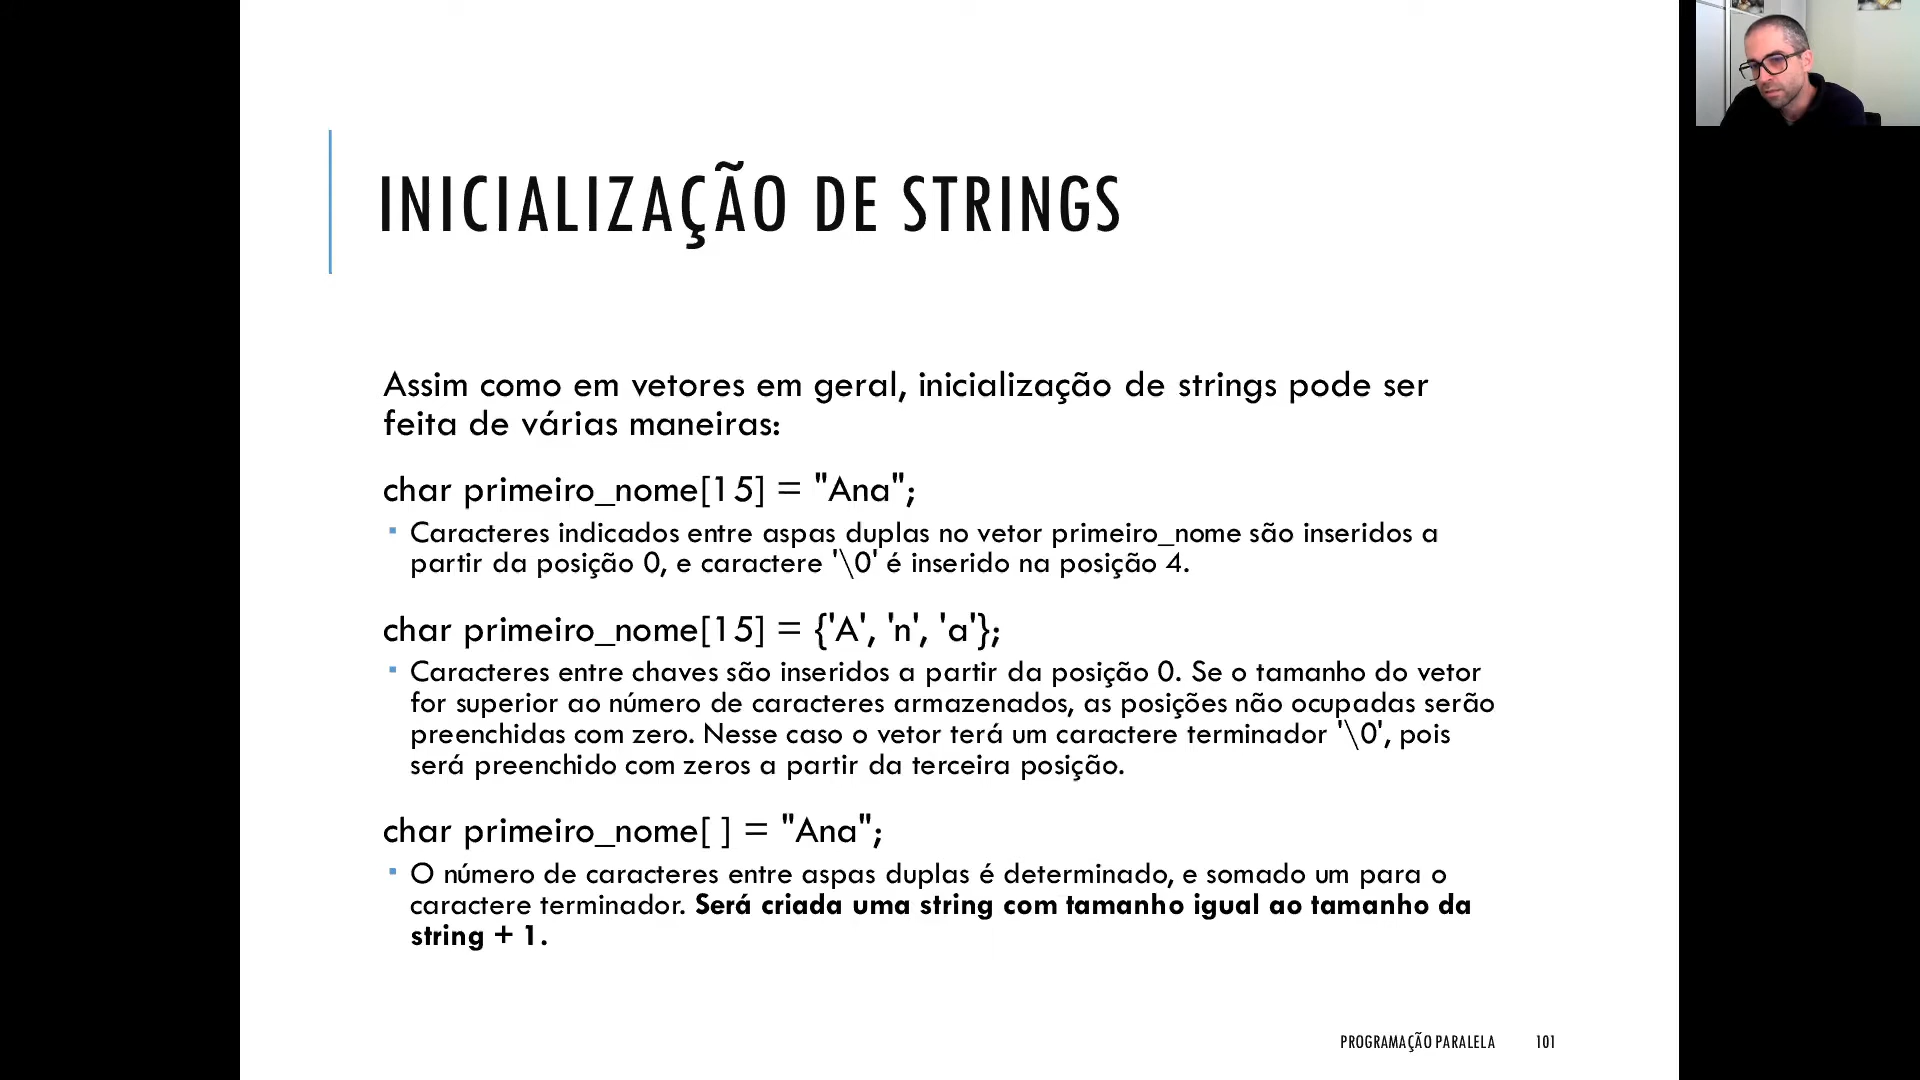 INICIALIZAÇÃO DE STRINGS
Assim como em vetores em geral, inicialização de strings pode ser
feita de várias maneiras:
char primeiro_nome[15] = "Ana";
Caracteres indicados entre aspas duplas no vetor primeiro_nome são inseridos a
partir da posição 0, e caractere '\0' é inserido na posição 4.
char primeiro_nome[15] = {'A', 'n', 'a'};
Caracteres entre chaves são inseridos a partir da posição 0. Se o tamanho do vetor
for superior ao número de caracteres armazenados, as posições não ocupadas serão
preenchidas com zero. Nesse caso o vetor terá um caractere terminador '\0', pois
será preenchido com zeros a partir da terceira posição.
char primeiro_nome[ ] = "Ana";
O número de caracteres entre aspas duplas é determinado, e somado um para o
caractere terminador. Será criada uma string com tamanho igual ao tamanho da
string + 1.
PROGRAMAÇÃO PARALELA 101